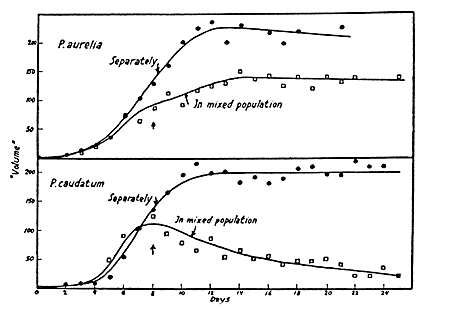 P. aurelia
Separately
In mixed population
200
150
100
50
"Volume"
P. caudatum
Separately
In mixed population
200
150
100
50
0
0 2 4 6 8 10 12 14 16 18 20 22 24
Days